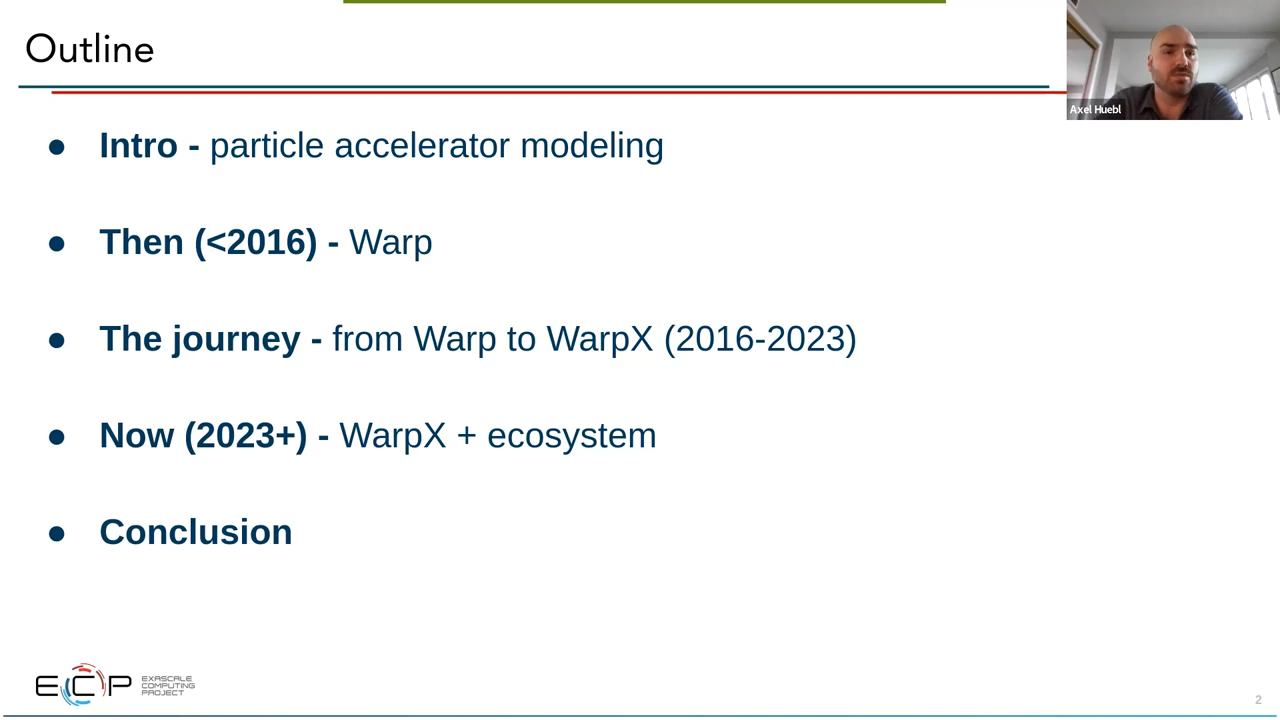 Outline
Axel Huebl
● Intro - particle accelerator modeling
● Then (<2016) - Warp
● The journey - from Warp to WarpX (2016-2023)
● Now (2023+) - WarpX + ecosystem
● Conclusion
ECP
EXASCALE
COMPUTING
PROJECT
2